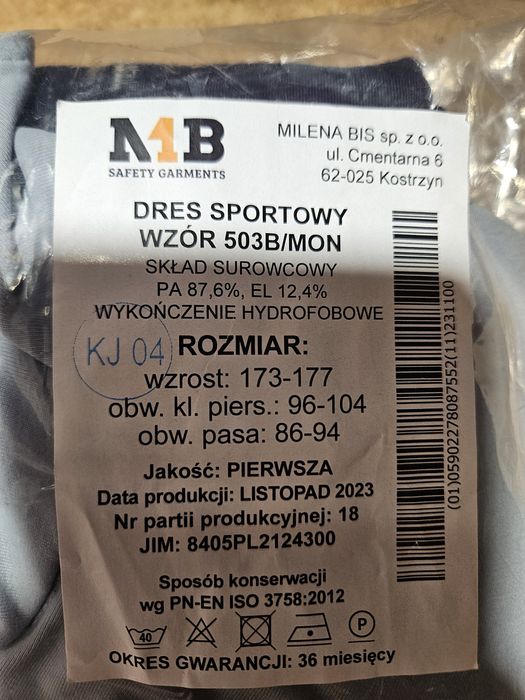 M1B
SAFETY GARMENTS
MILENA BIS sp. z o.o.
ul. Cmentarna 6
62-025 Kostrzyn
DRES SPORTOWY
WZÓR 503B/MON
SKŁAD SUROWCOWY
PA 87,6%, EL 12,4%
WYKOŃCZENIE HYDROFOBOWE
KJ 04
ROZMIAR:
wzrost: 173-177
obw. kl. piers.: 96-104
obw. pasa: 86-94
Jakość: PIERWSZA
Data produkcji: LISTOPAD 2023
Nr partii produkcyjnej: 18
JIM: 8405PL2124300
Sposób konserwacji
wg PN-EN ISO 3758:2012
40
P
OKRES GWARANCJI: 36 miesięcy
(01)05902278087552(11)231100